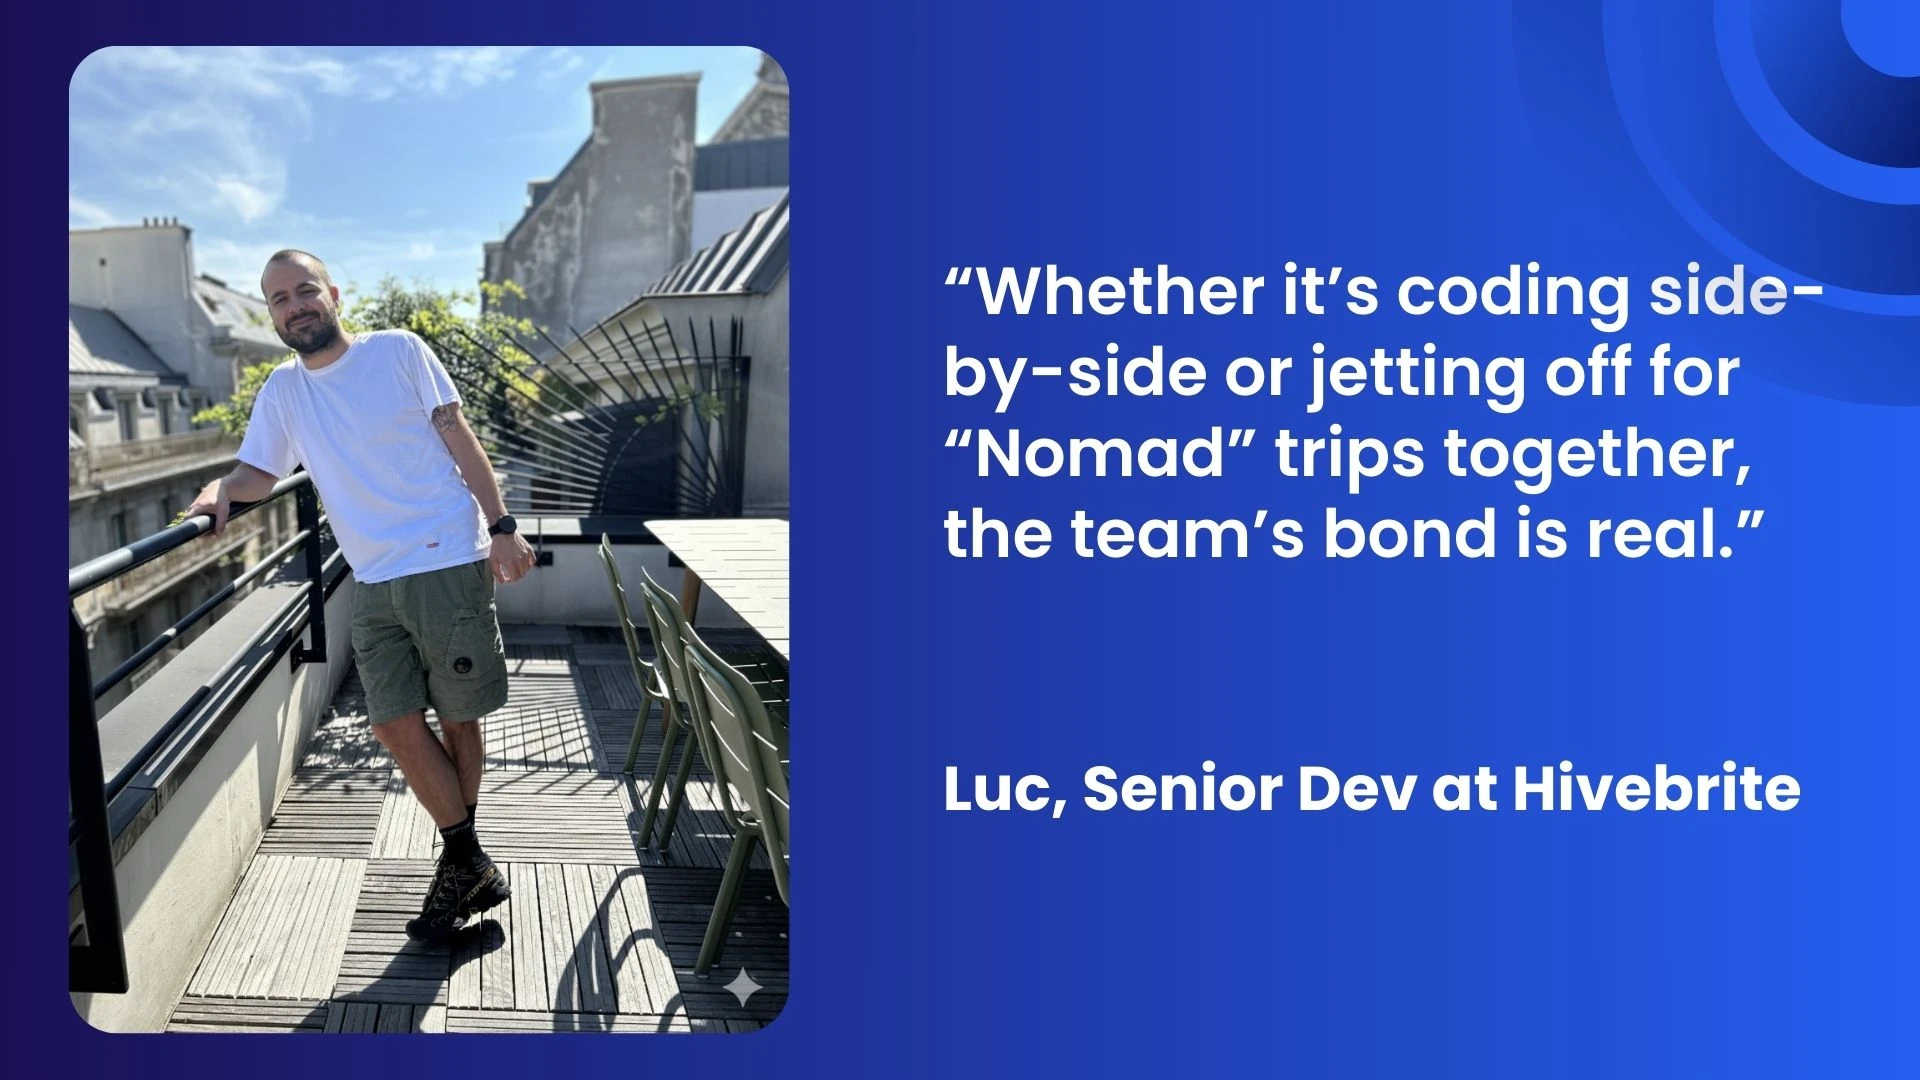 “Whether it’s coding side-
by-side or jetting off for
“Nomad” trips together,
the team’s bond is real.”
Luc, Senior Dev at Hivebrite